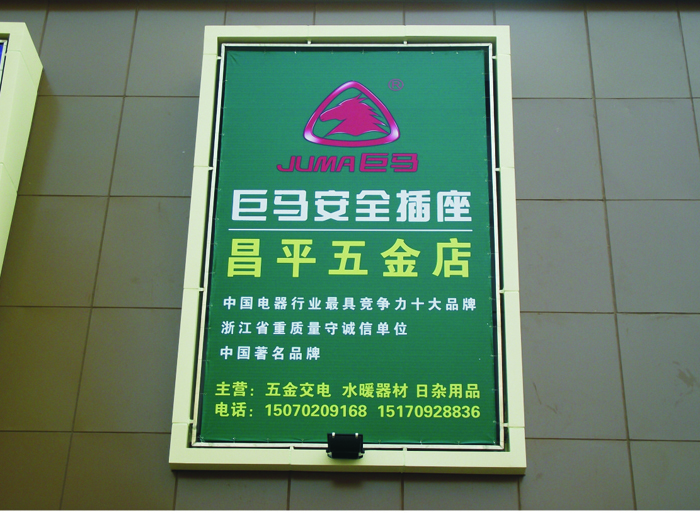 ®
JUMA巨马
巨马安全插座
昌平五金店
中国电器行业最具竞争力十大品牌
浙江省重质量守诚信单位
中国著名品牌
主营：五金交电 水暖器材 日杂用品
电话：15070209168 15170928836